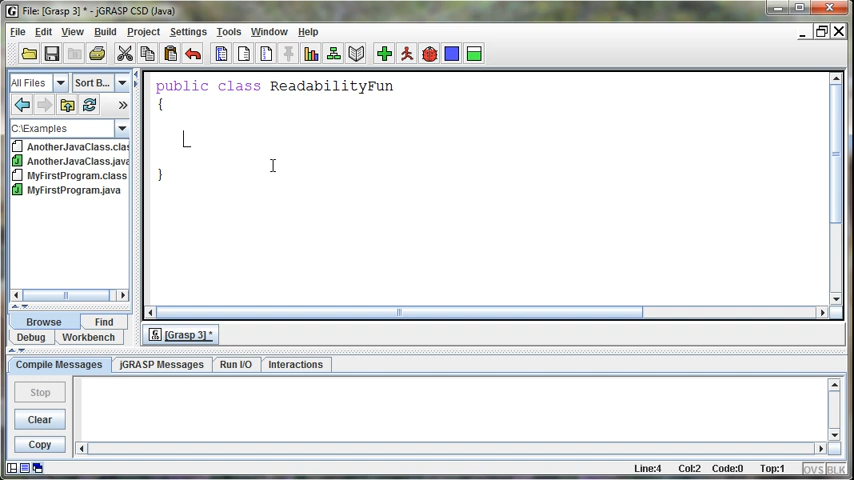 File: [Grasp 3] * - jGRASP CSD (Java)
File Edit View Build Project Settings Tools Window Help
All Files Sort B...
C:\Examples
AnotherJavaClass.clas
AnotherJavaClass.java
MyFirstProgram.class
MyFirstProgram.java
Browse Find
Debug Workbench
public class ReadabilityFun
{
}
[Grasp 3] *
Compile Messages jGRASP Messages Run I/O Interactions
Stop
Clear
Copy
Line:4 Col:2 Code:0 Top:1 OVS BLK